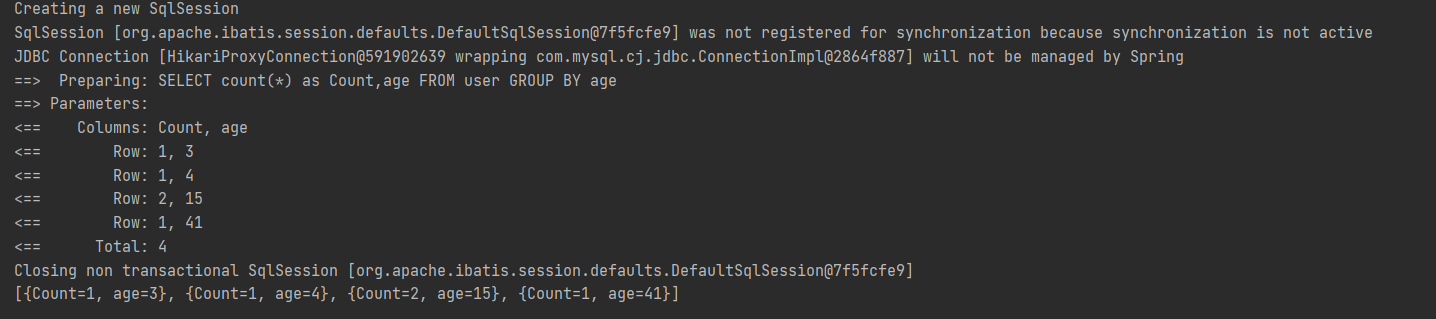 Creating a new SqlSession
SqlSession [org.apache.ibatis.session.defaults.DefaultSqlSession@7f5fcfe9] was not registered for synchronization because synchronization is not active
JDBC Connection [HikariProxyConnection@591902639 wrapping com.mysql.cj.jdbc.ConnectionImpl@2864f887] will not be managed by Spring
==>  Preparing: SELECT count(*) as Count,age FROM user GROUP BY age
==> Parameters:
<==    Columns: Count, age
<==        Row: 1, 3
<==        Row: 1, 4
<==        Row: 2, 15
<==        Row: 1, 41
<==      Total: 4
Closing non transactional SqlSession [org.apache.ibatis.session.defaults.DefaultSqlSession@7f5fcfe9]
[{Count=1, age=3}, {Count=1, age=4}, {Count=2, age=15}, {Count=1, age=41}]